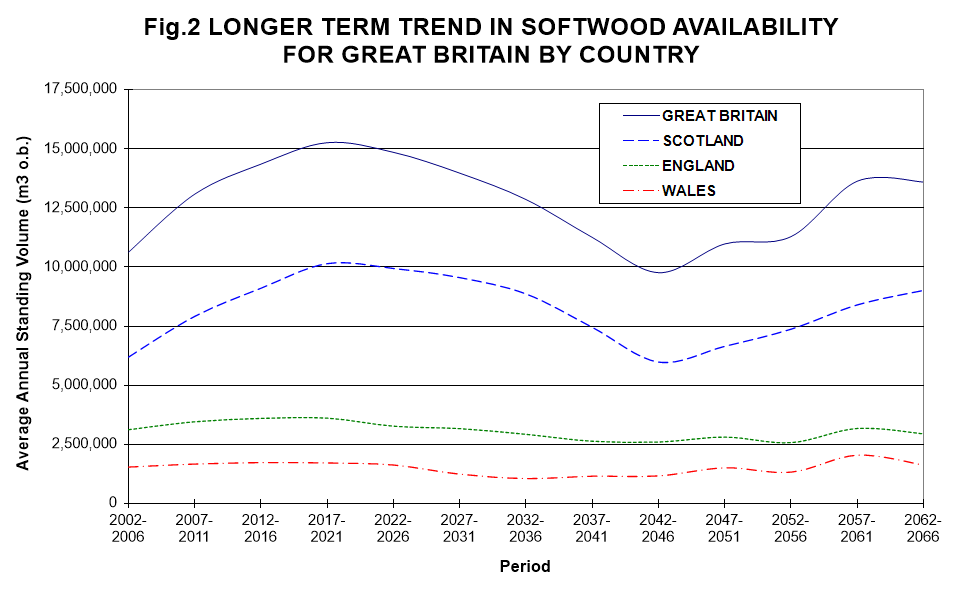 Fig.2 LONGER TERM TREND IN SOFTWOOD AVAILABILITY
FOR GREAT BRITAIN BY COUNTRY
Average Annual Standing Volume (m3 o.b.)
17,500,000
15,000,000
12,500,000
10,000,000
7,500,000
5,000,000
2,500,000
0
GREAT BRITAIN
SCOTLAND
ENGLAND
WALES
2002- 2007- 2012- 2017- 2022- 2027- 2032- 2037- 2042- 2047- 2052- 2057- 2062-
2006 2011 2016 2021 2026 2031 2036 2041 2046 2051 2056 2061 2066
Period